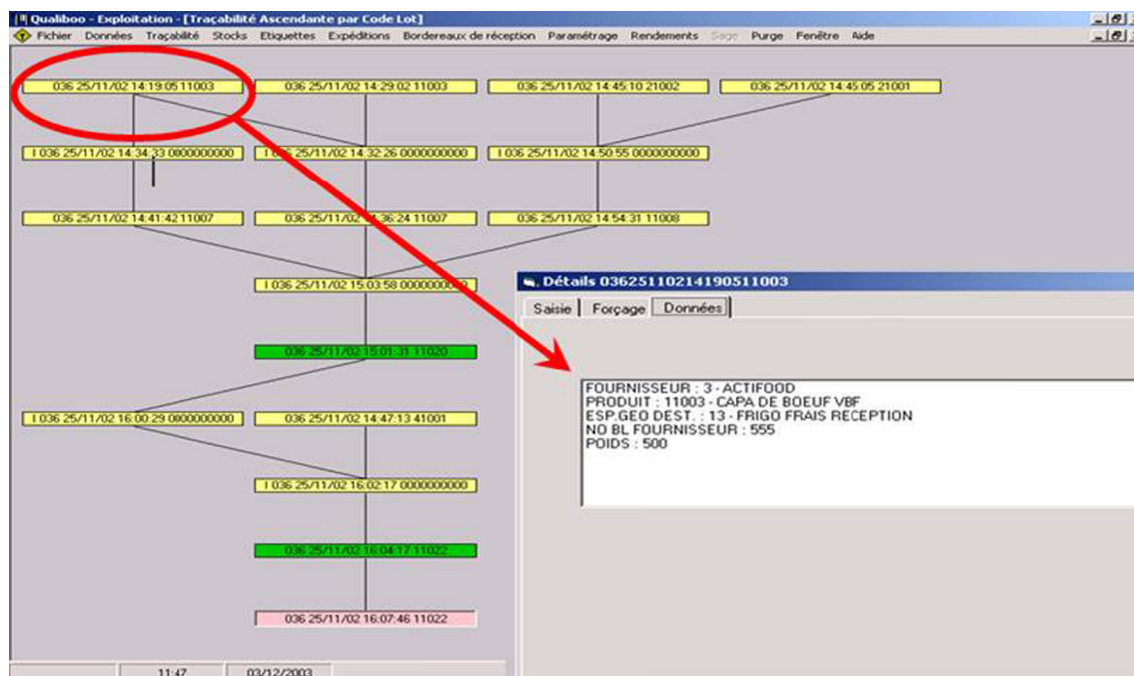 Qualiboo - Exploitation - [Traçabilité Ascendante par Code Lot]
Fichier Données Traçabilité Stocks Etiquettes Expéditions Bordereaux de réception Paramétrage Rendements Sage Purge Fenêtre Aide
036 25/11/02 14:19:05 11003 036 25/11/02 14:29:02 11003 036 25/11/02 14:45:10 21002 036 25/11/02 14:45:05 21001
I 036 25/11/02 14:34:33 0000000000 I 036 25/11/02 14:32:26 0000000000 I 036 25/11/02 14:50:55 0000000000
036 25/11/02 14:41:42 11007 036 25/11/02 14:36:24 11007 036 25/11/02 14:54:31 11008
I 036 25/11/02 15:03:58 0000000000
Détails 03625110214190511003
Saisie Forçage Données
036 25/11/02 15:01:31 11020
FOURNISSEUR : 3 - ACTIFOOD
PRODUIT : 11003 - CAPA DE BOEUF VBF
ESP.GEO DEST. : 13 - FRIGO FRAIS RECEPTION
NO BL FOURNISSEUR : 555
POIDS : 500
I 036 25/11/02 16:00:29 0000000000 036 25/11/02 14:47:13 41001
I 036 25/11/02 16:02:17 0000000000
036 25/11/02 16:04:17 11022
036 25/11/02 16:07:46 11022
11:47 03/12/2003